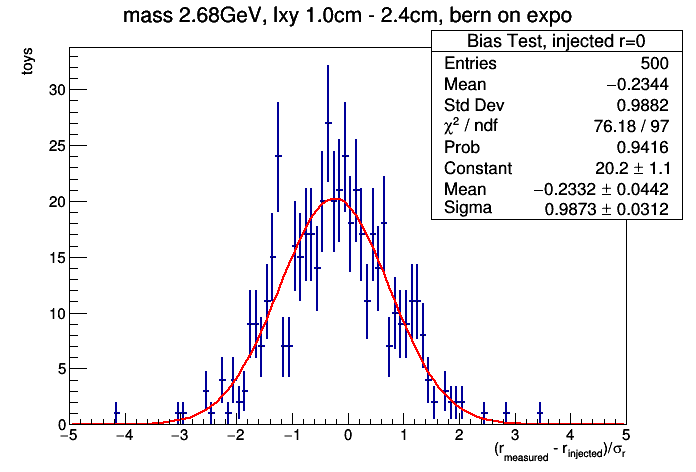 mass 2.68GeV, lxy 1.0cm - 2.4cm, bern on expo
Bias Test, injected r=0
Entries 500
Mean −0.2344
Std Dev 0.9882
χ² / ndf 76.18 / 97
Prob 0.9416
Constant 20.2 ± 1.1
Mean −0.2332 ± 0.0442
Sigma 0.9873 ± 0.0312
toys
30
25
20
15
10
5
0
−5 −4 −3 −2 −1 0 1 2 3 4 5
(r_measured - r_injected)/σ_r